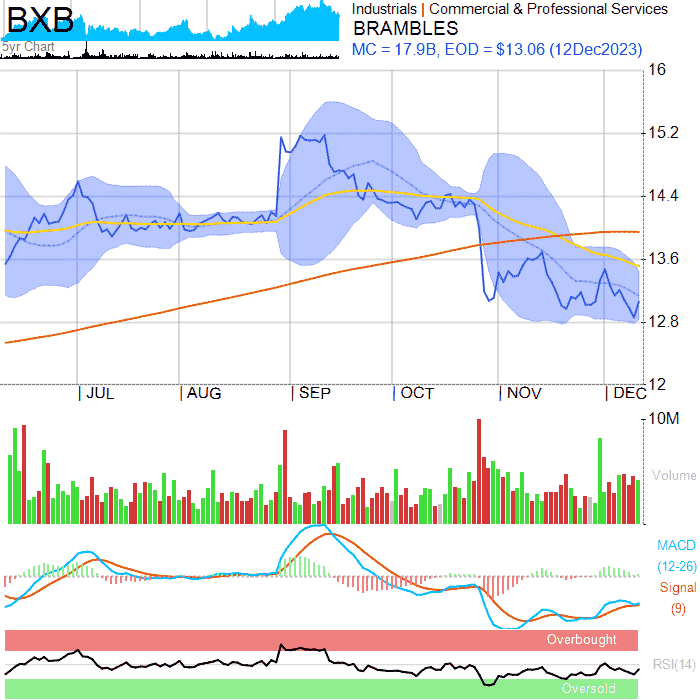 BXB
5yr Chart
Industrials | Commercial & Professional Services
BRAMBLES
MC = 17.9B, EOD = $13.06 (12Dec2023)
16
15.2
14.4
13.6
12.8
12
JUL
AUG
SEP
OCT
NOV
DEC
10M
Volume
MACD
(12-26)
Signal
(9)
Overbought
RSI(14)
Oversold